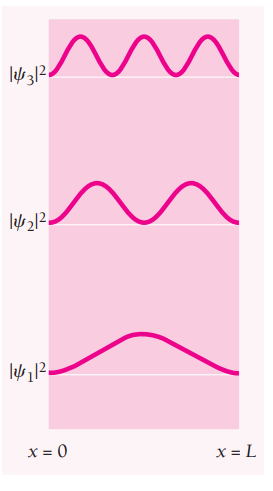 |ψ₃|²
|ψ₂|²
|ψ₁|²
x = 0 x = L